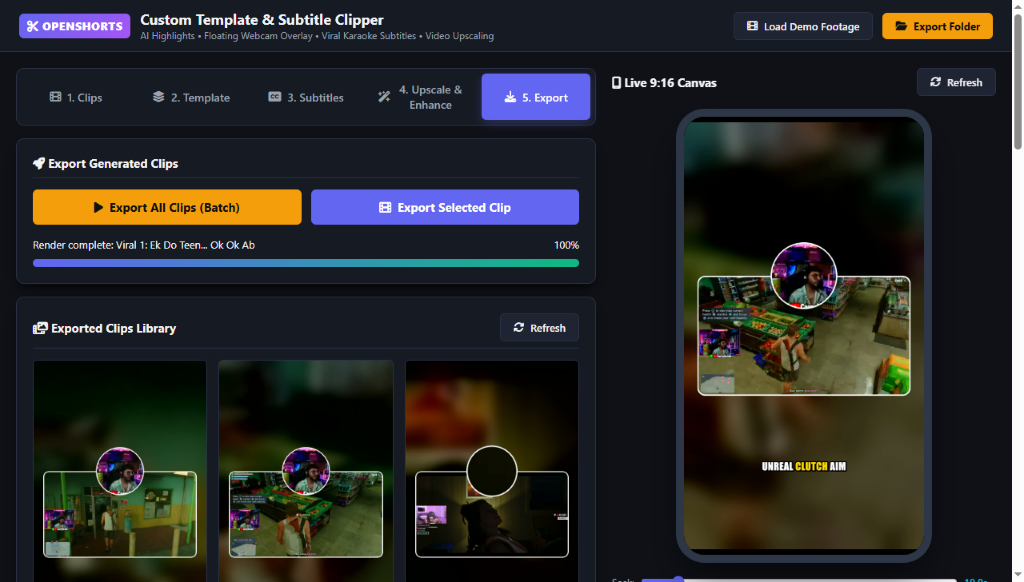 OPENSHORTS
Custom Template & Subtitle Clipper
AI Highlights • Floating Webcam Overlay • Viral Karaoke Subtitles • Video Upscaling
Load Demo Footage
Export Folder
1. Clips
2. Template
3. Subtitles
4. Upscale &
Enhance
5. Export
Live 9:16 Canvas
Refresh
Export Generated Clips
Export All Clips (Batch)
Export Selected Clip
Render complete: Viral 1: Ek Do Teen... Ok Ok Ab
100%
Exported Clips Library
Refresh
UNREAL CLUTCH AIM